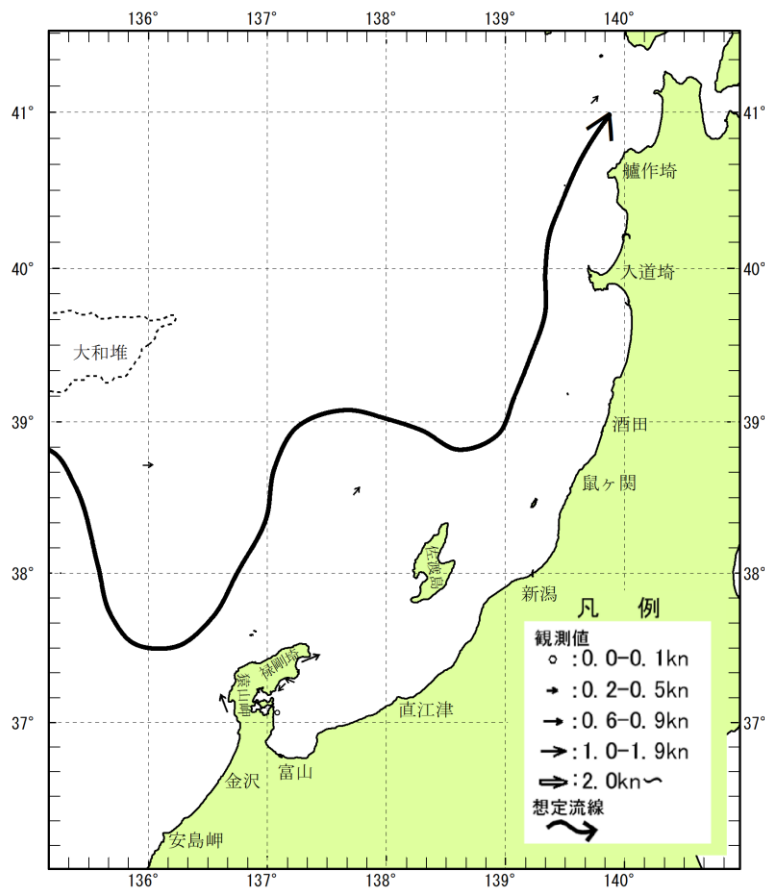 136° 137° 138° 139° 140°
41° 41°
艫作埼
40° 40°
入道埼
大和堆
39° 39°
酒田
鼠ヶ関
佐渡島
38° 38°
新潟
禄剛埼
猿山岬
37° 37°
直江津
富山
金沢
安島岬
136° 137° 138° 139° 140°
凡 例
観測値
:0.0-0.1kn
:0.2-0.5kn
:0.6-0.9kn
:1.0-1.9kn
:2.0kn〜
想定流線